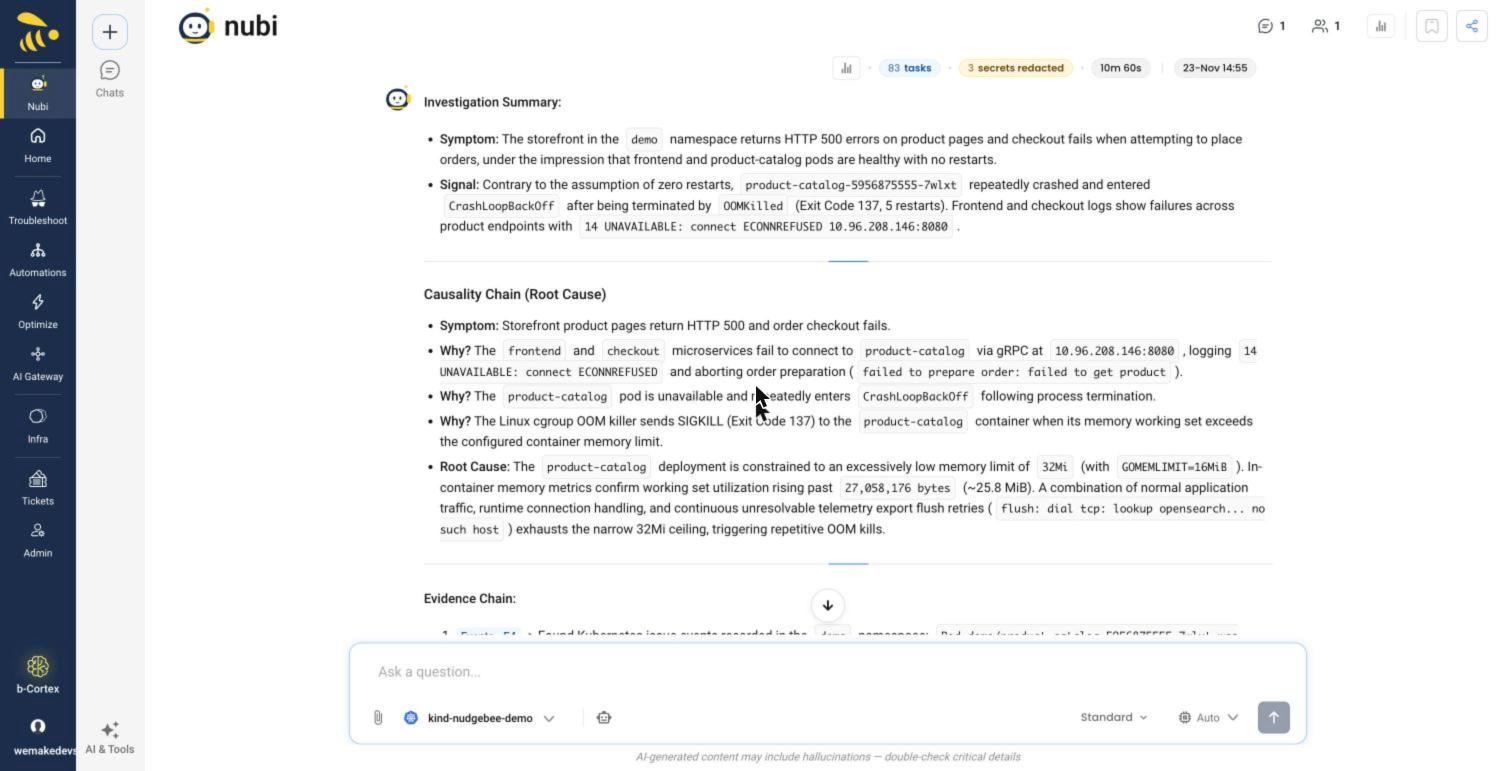 nubi
1
1
83 tasks
3 secrets redacted
10m 60s
23-Nov 14:55
Nubi
Home
Troubleshoot
Automations
Optimize
AI Gateway
Infra
Tickets
Admin
b-Cortex
wemakedevs
Chats
AI & Tools
Investigation Summary:
• Symptom: The storefront in the demo namespace returns HTTP 500 errors on product pages and checkout fails when attempting to place
orders, under the impression that frontend and product-catalog pods are healthy with no restarts.
• Signal: Contrary to the assumption of zero restarts, product-catalog-5956875555-7wlxt repeatedly crashed and entered
CrashLoopBackOff after being terminated by OOMKilled (Exit Code 137, 5 restarts). Frontend and checkout logs show failures across
product endpoints with 14 UNAVAILABLE: connect ECONNREFUSED 10.96.208.146:8080 .
Causality Chain (Root Cause)
• Symptom: Storefront product pages return HTTP 500 and order checkout fails.
• Why? The frontend and checkout microservices fail to connect to product-catalog via gRPC at 10.96.208.146:8080 , logging 14
UNAVAILABLE: connect ECONNREFUSED and aborting order preparation ( failed to prepare order: failed to get product ).
• Why? The product-catalog pod is unavailable and repeatedly enters CrashLoopBackOff following process termination.
• Why? The Linux cgroup OOM killer sends SIGKILL (Exit Code 137) to the product-catalog container when its memory working set exceeds
the configured container memory limit.
• Root Cause: The product-catalog deployment is constrained to an excessively low memory limit of 32Mi (with GOMEMLIMIT=16MiB ). In-
container memory metrics confirm working set utilization rising past 27,058,176 bytes (~25.8 MiB). A combination of normal application
traffic, runtime connection handling, and continuous unresolvable telemetry export flush retries ( flush: dial tcp: lookup opensearch... no
such host ) exhausts the narrow 32Mi ceiling, triggering repetitive OOM kills.
Evidence Chain:
1. Found Kubernetes issue events recorded in the demo namespace:
Ask a question...
kind-nudgebee-demo
Standard
Auto
AI-generated content may include hallucinations — double-check critical details